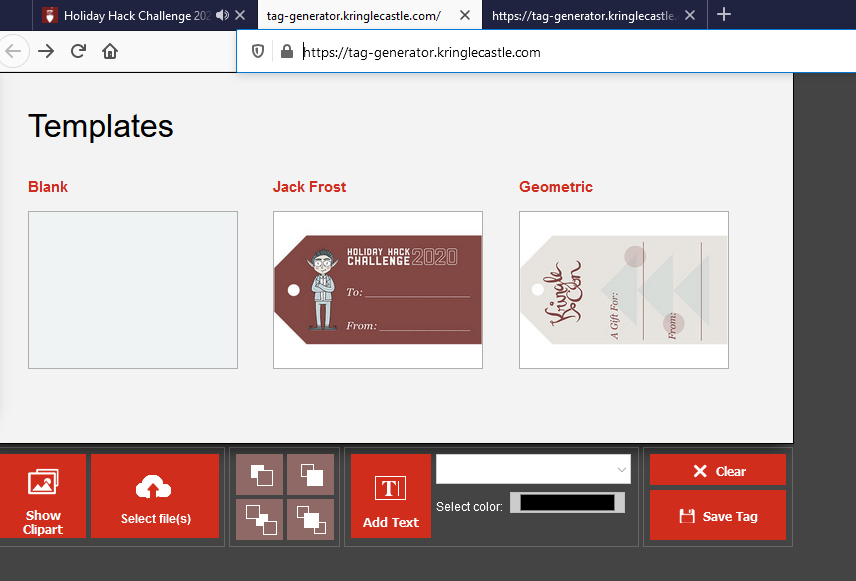 Holiday Hack Challenge 202
tag-generator.kringlecastle.com/
https://tag-generator.kringlecastle.
https://tag-generator.kringlecastle.com
Templates
Blank
Jack Frost
Geometric
HOLIDAY HACK
CHALLENGE 2020
To:
From:
Kringle
Con
A Gift For:
From:
Show
Clipart
Select file(s)
T
Add Text
Select color:
Clear
Save Tag